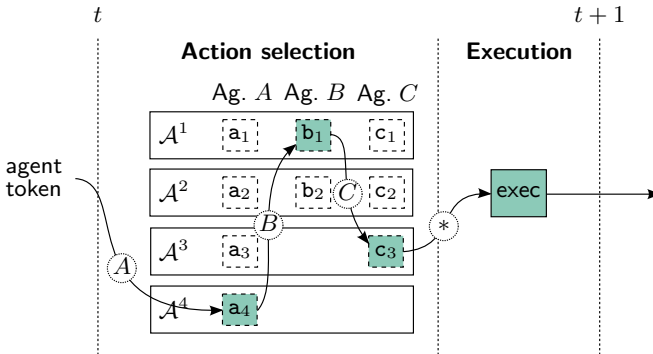 t t + 1
Action selection Execution
Ag. A Ag. B Ag. C
𝒜¹ a₁ b₁ c₁
agent
token
𝒜² a₂ b₂ C c₂
B *
exec
𝒜³ a₃ c₃
A
𝒜⁴ a₄